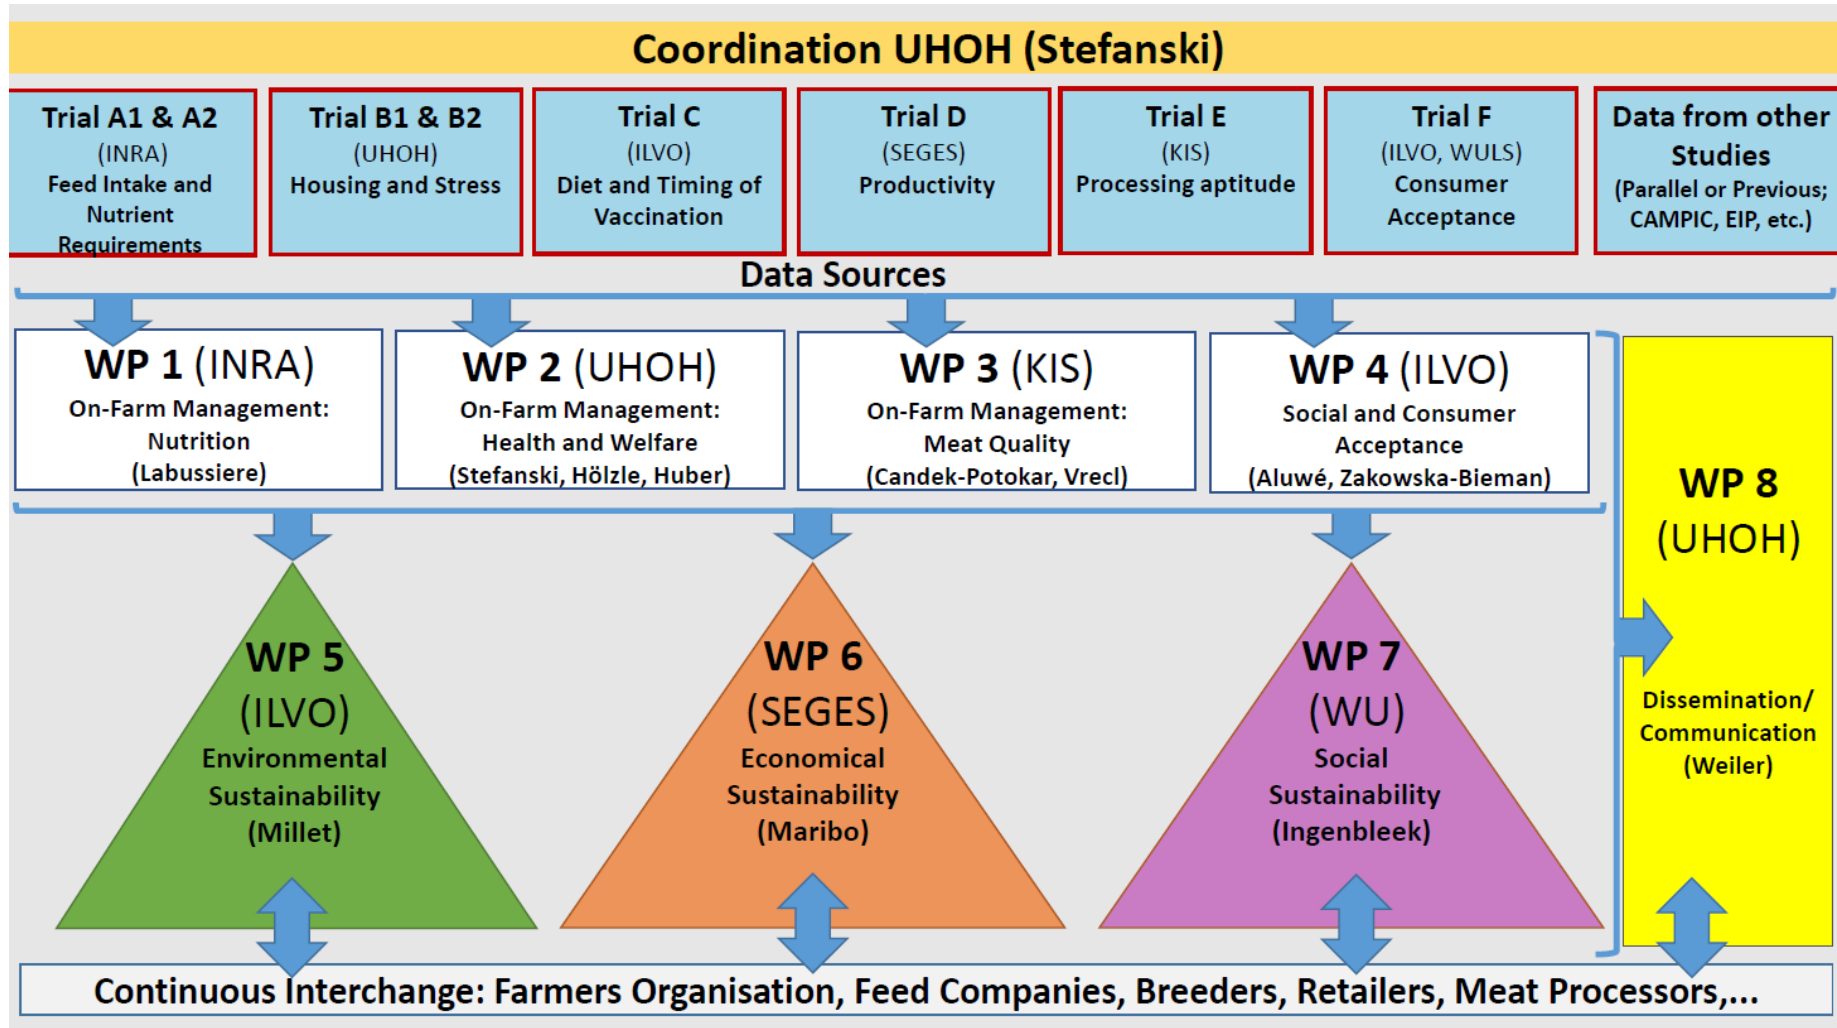 Coordination UHOH (Stefanski)
Trial A1 & A2
(INRA)
Feed Intake and
Nutrient
Requirements
Trial B1 & B2
(UHOH)
Housing and Stress
Trial C
(ILVO)
Diet and Timing of
Vaccination
Trial D
(SEGES)
Productivity
Trial E
(KIS)
Processing aptitude
Trial F
(ILVO, WULS)
Consumer
Acceptance
Data from other
Studies
(Parallel or Previous;
CAMPIC, EIP, etc.)
Data Sources
WP 1 (INRA)
On-Farm Management:
Nutrition
(Labussiere)
WP 2 (UHOH)
On-Farm Management:
Health and Welfare
(Stefanski, Hölzle, Huber)
WP 3 (KIS)
On-Farm Management:
Meat Quality
(Candek-Potokar, Vrecl)
WP 4 (ILVO)
Social and Consumer
Acceptance
(Aluwé, Zakowska-Bieman)
WP 5
(ILVO)
Environmental
Sustainability
(Millet)
WP 6
(SEGES)
Economical
Sustainability
(Maribo)
WP 7
(WU)
Social
Sustainability
(Ingenbleek)
WP 8
(UHOH)
Dissemination/
Communication
(Weiler)
Continuous Interchange: Farmers Organisation, Feed Companies, Breeders, Retailers, Meat Processors,...